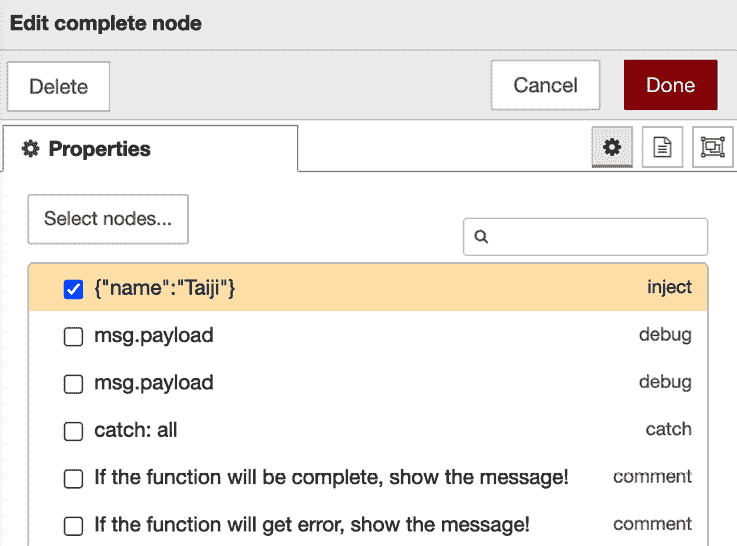 Edit complete node
Delete
Cancel
Done
Properties
Select nodes...
{"name":"Taiji"} inject
msg.payload debug
msg.payload debug
catch: all catch
If the function will be complete, show the message! comment
If the function will get error, show the message! comment